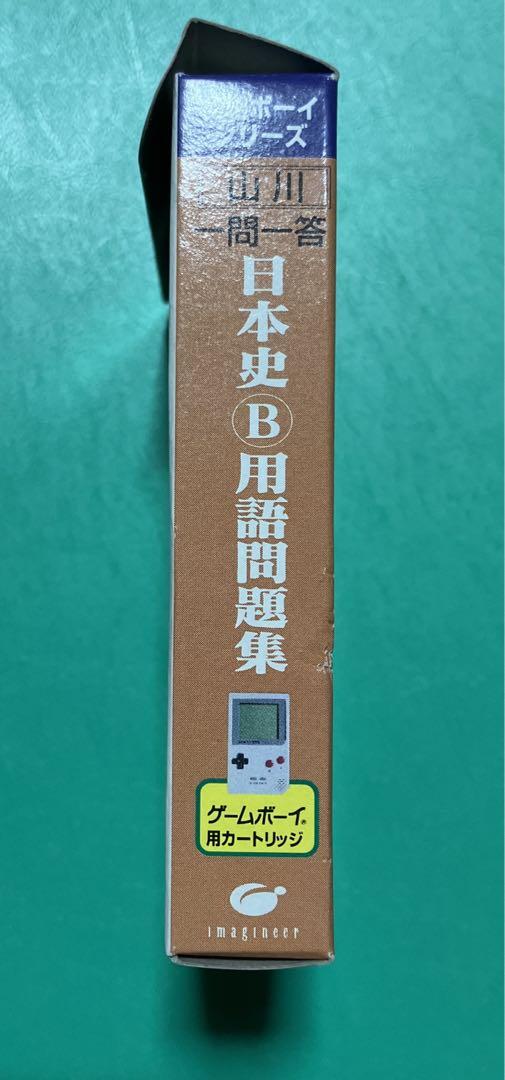 ボーイ
リーズ
山川
一問一答
日本史Ⓑ用語問題集
ゲームボーイ®
用カートリッジ
imagineer